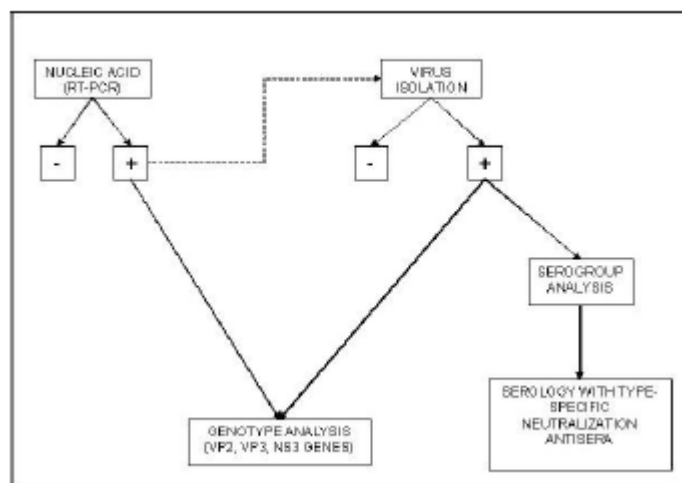 NUCLEIC ACID
(RT-PCR)
VIRUS
ISOLATION
-
+
-
+
SEROGROUP
ANALYSIS
GENOTYPE ANALYSIS
(VP2, VP3, NS3 GENES)
SEROLOGY WITH TYPE-
SPECIFIC
NEUTRALIZATION
ANTISERA